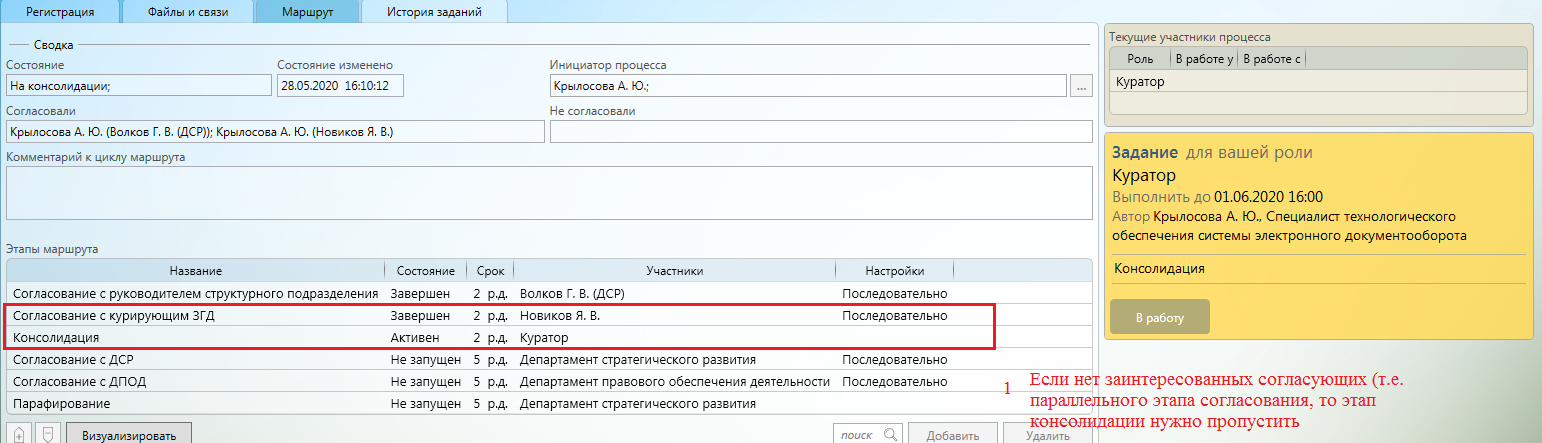 Регистрация Файлы и связи Маршрут История заданий
Сводка
Состояние Состояние изменено Инициатор процесса
На консолидации; 28.05.2020 16:10:12 Крылосова А. Ю.; ...
Согласовали Не согласовали
Крылосова А. Ю. (Волков Г. В. (ДСР)); Крылосова А. Ю. (Новиков Я. В.)
Комментарий к циклу маршрута
Этапы маршрута
Название Состояние Срок Участники Настройки
Согласование с руководителем структурного подразделения Завершен 2 р.д. Волков Г. В. (ДСР) Последовательно
Согласование с курирующим ЗГД Завершен 2 р.д. Новиков Я. В. Последовательно
Консолидация Активен 2 р.д. Куратор
Согласование с ДСР Не запущен 5 р.д. Департамент стратегического развития Последовательно
Согласование с ДПОД Не запущен 5 р.д. Департамент правового обеспечения деятельности Последовательно
Парафирование Не запущен 5 р.д. Департамент стратегического развития
Визуализировать поиск Добавить Удалить
Текущие участники процесса
Роль В работе у В работе с
Куратор
Задание для вашей роли
Куратор
Выполнить до 01.06.2020 16:00
Автор Крылосова А. Ю., Специалист технологического
обеспечения системы электронного документооборота
Консолидация
В работу
1 Если нет заинтересованных согласующих (т.е.
параллельного этапа согласования, то этап
консолидации нужно пропустить